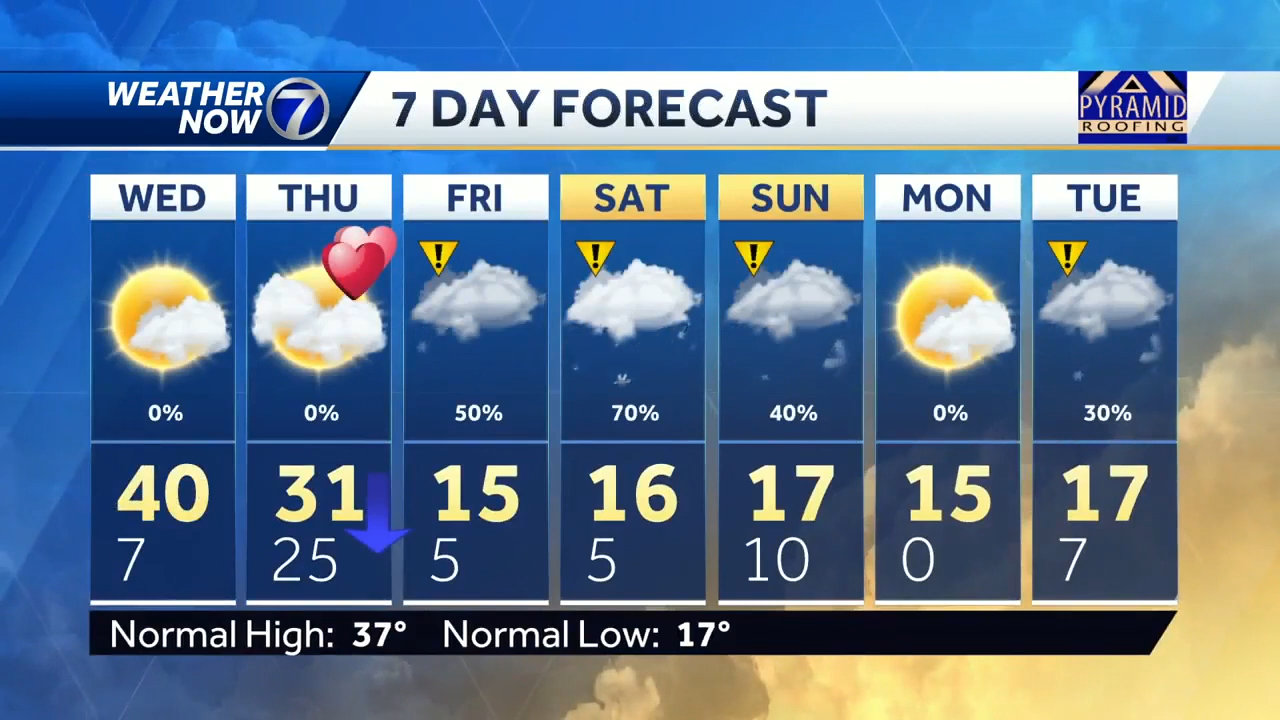 WEATHER
NOW 7
7 DAY FORECAST
PYRAMID
ROOFING
WED THU FRI SAT SUN MON TUE
! ! ! !
0% 0% 50% 70% 40% 0% 30%
40 31 15 16 17 15 17
7 25 5 5 10 0 7
Normal High: 37° Normal Low: 17°